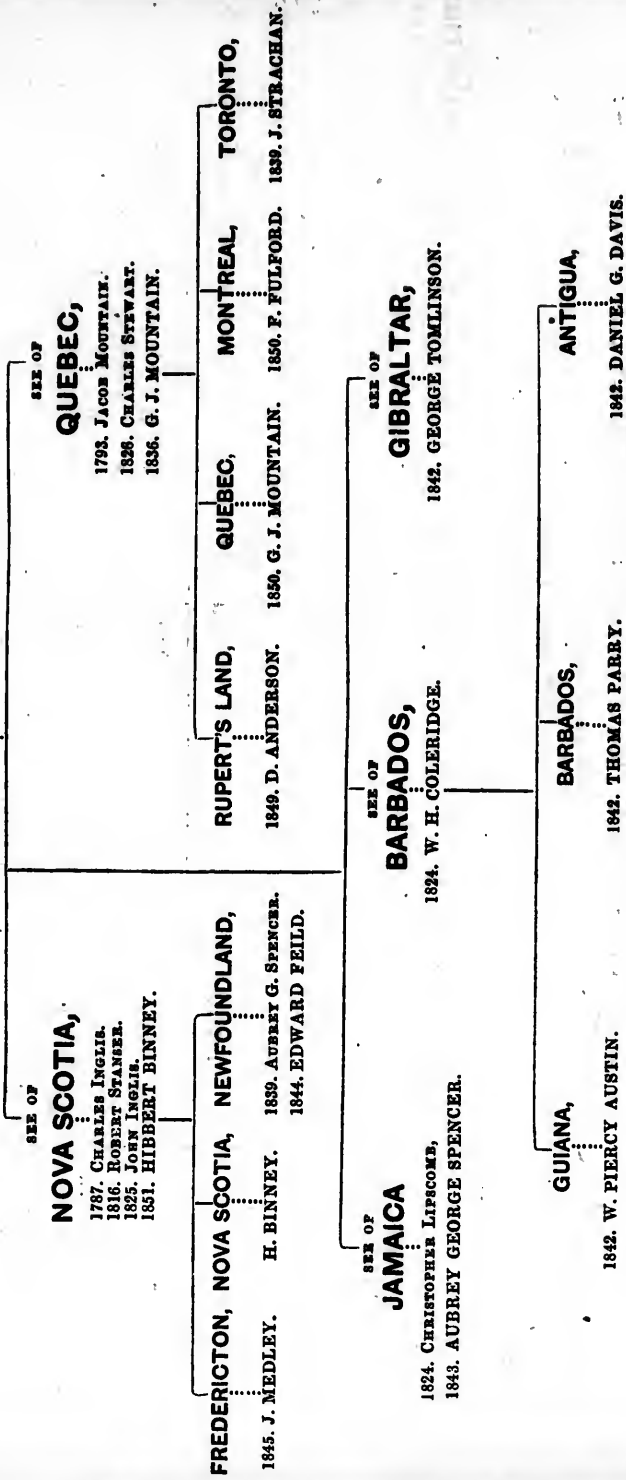 SEE OF
NOVA SCOTIA,
1787. CHARLES INGLIS.
1816. ROBERT STANSER.
1825. JOHN INGLIS.
1851. HIBBERT BINNEY.
SEE OF
QUEBEC,
1793. JACOB MOUNTAIN.
1826. CHARLES STEWART.
1836. G. J. MOUNTAIN.
FREDERICTON,
1845. J. MEDLEY.
NOVA SCOTIA,
H. BINNEY.
NEWFOUNDLAND,
1839. AUBREY G. SPENCER.
1844. EDWARD FEILD.
RUPERT'S LAND,
1849. D. ANDERSON.
QUEBEC,
1850. G. J. MOUNTAIN.
MONTREAL,
1850. F. FULFORD.
TORONTO,
1839. J. STRACHAN.
SEE OF
JAMAICA
1824. CHRISTOPHER LIPSCOMB,
1843. AUBREY GEORGE SPENCER.
SEE OF
BARBADOS,
1824. W. H. COLERIDGE.
SEE OF
GIBRALTAR,
1842. GEORGE TOMLINSON.
GUIANA,
1842. W. PIERCY AUSTIN.
BARBADOS,
1842. THOMAS PARRY.
ANTIGUA,
1842. DANIEL G. DAVIS.